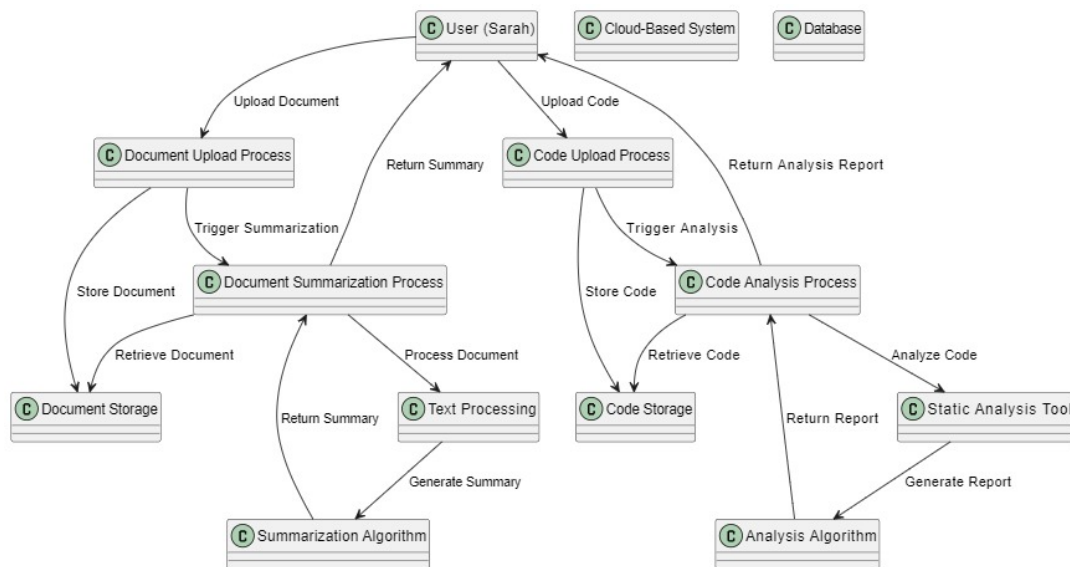 C User (Sarah)
C Cloud-Based System
C Database
Upload Document
Upload Code
C Document Upload Process
Return Summary
C Code Upload Process
Return Analysis Report
Trigger Summarization
Trigger Analysis
Store Document
C Document Summarization Process
Store Code
C Code Analysis Process
Retrieve Document
Process Document
Retrieve Code
Analyze Code
C Document Storage
Return Summary
C Text Processing
C Code Storage
Return Report
C Static Analysis Tool
Generate Summary
Generate Report
C Summarization Algorithm
C Analysis Algorithm